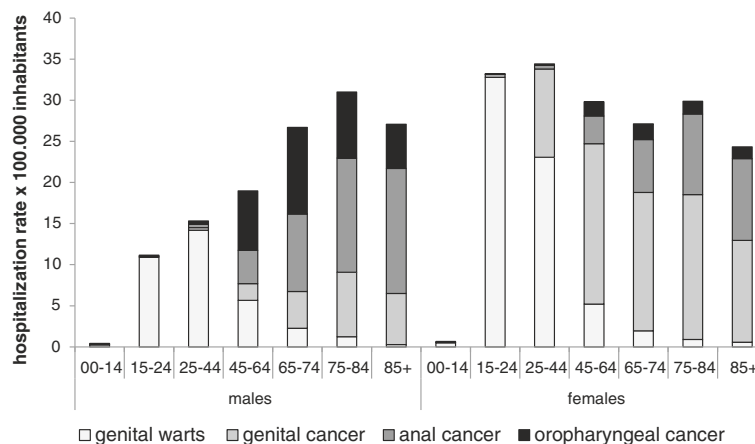 hospitalization rate x 100.000 inhabitants
40
35
30
25
20
15
10
5
0
00-14 15-24 25-44 45-64 65-74 75-84 85+ 00-14 15-24 25-44 45-64 65-74 75-84 85+
males females
genital warts genital cancer anal cancer oropharyngeal cancer